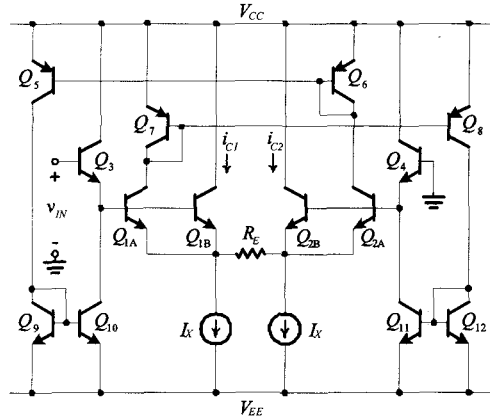 V_CC
Q_5
Q_6
Q_7
Q_8
i_C1
i_C2
Q_3
Q_4
+
v_IN
-
Q_1A
Q_1B
R_E
Q_2B
Q_2A
Q_9
Q_10
I_X
I_X
Q_11
Q_12
V_EE